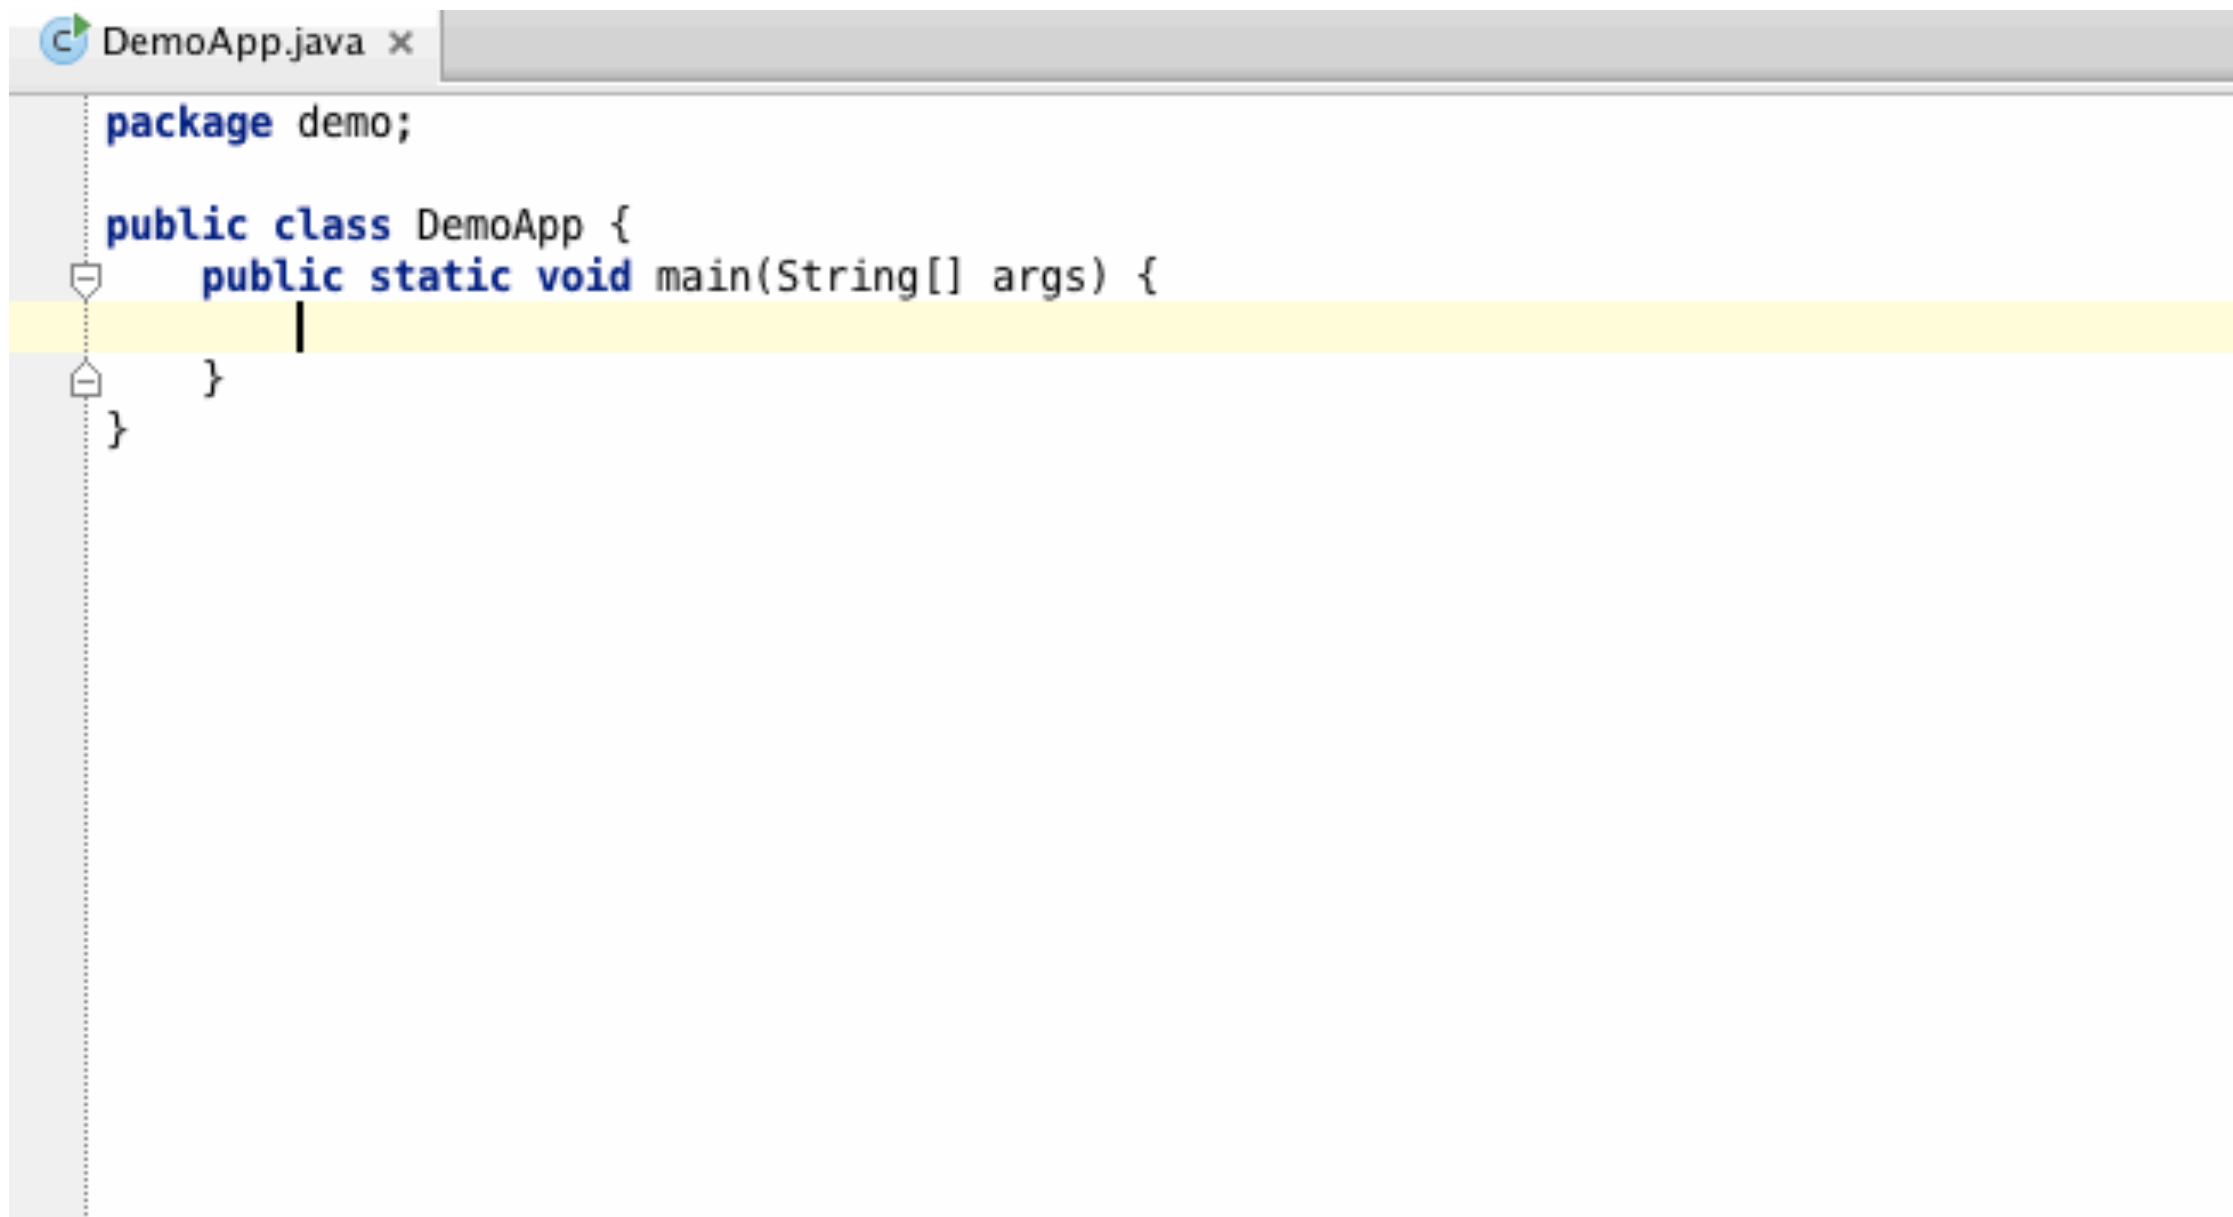 C DemoApp.java ×
package demo;
public class DemoApp {
    public static void main(String[] args) {
    }
}